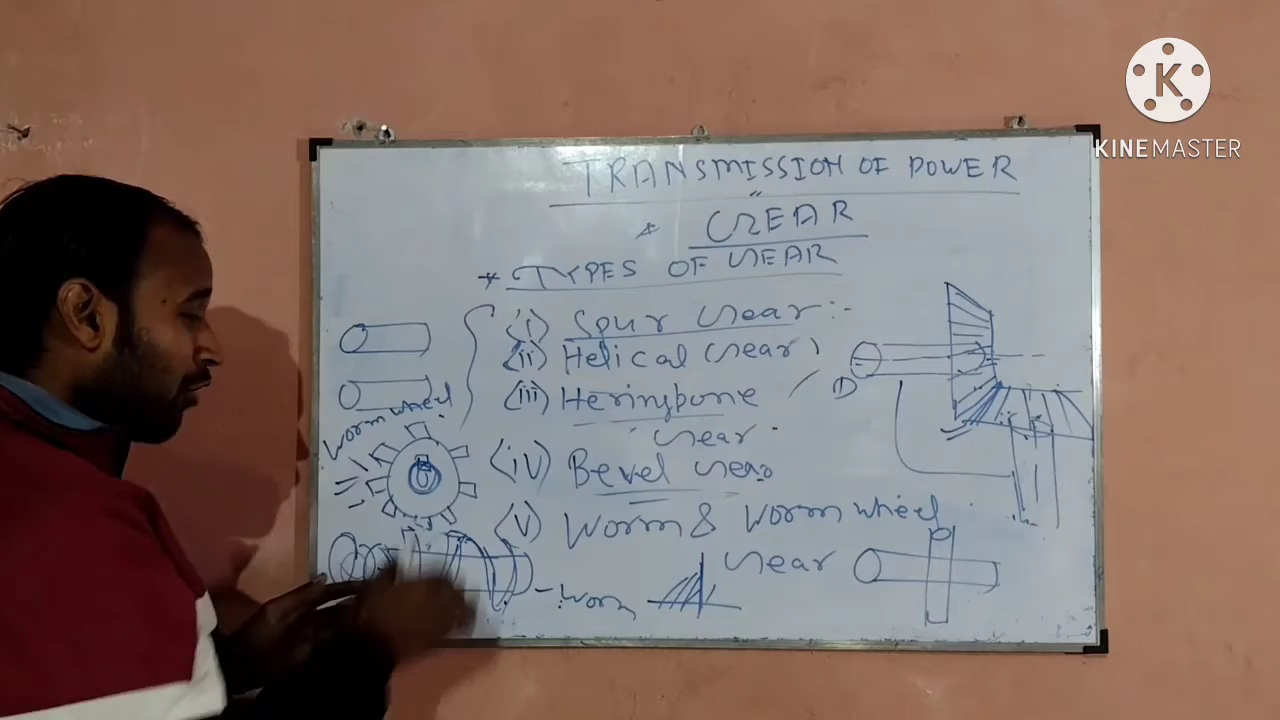 K
KINEMASTER
TRANSMISSION OF POWER
GEAR
* TYPES OF GEAR
(i) Spur Gear :-
(ii) Helical Gear
(iii) Heringbone
Gear
(iv) Bevel Gear
(v) Worm & Worm wheel
Gear
Worm wheel
Worm
D